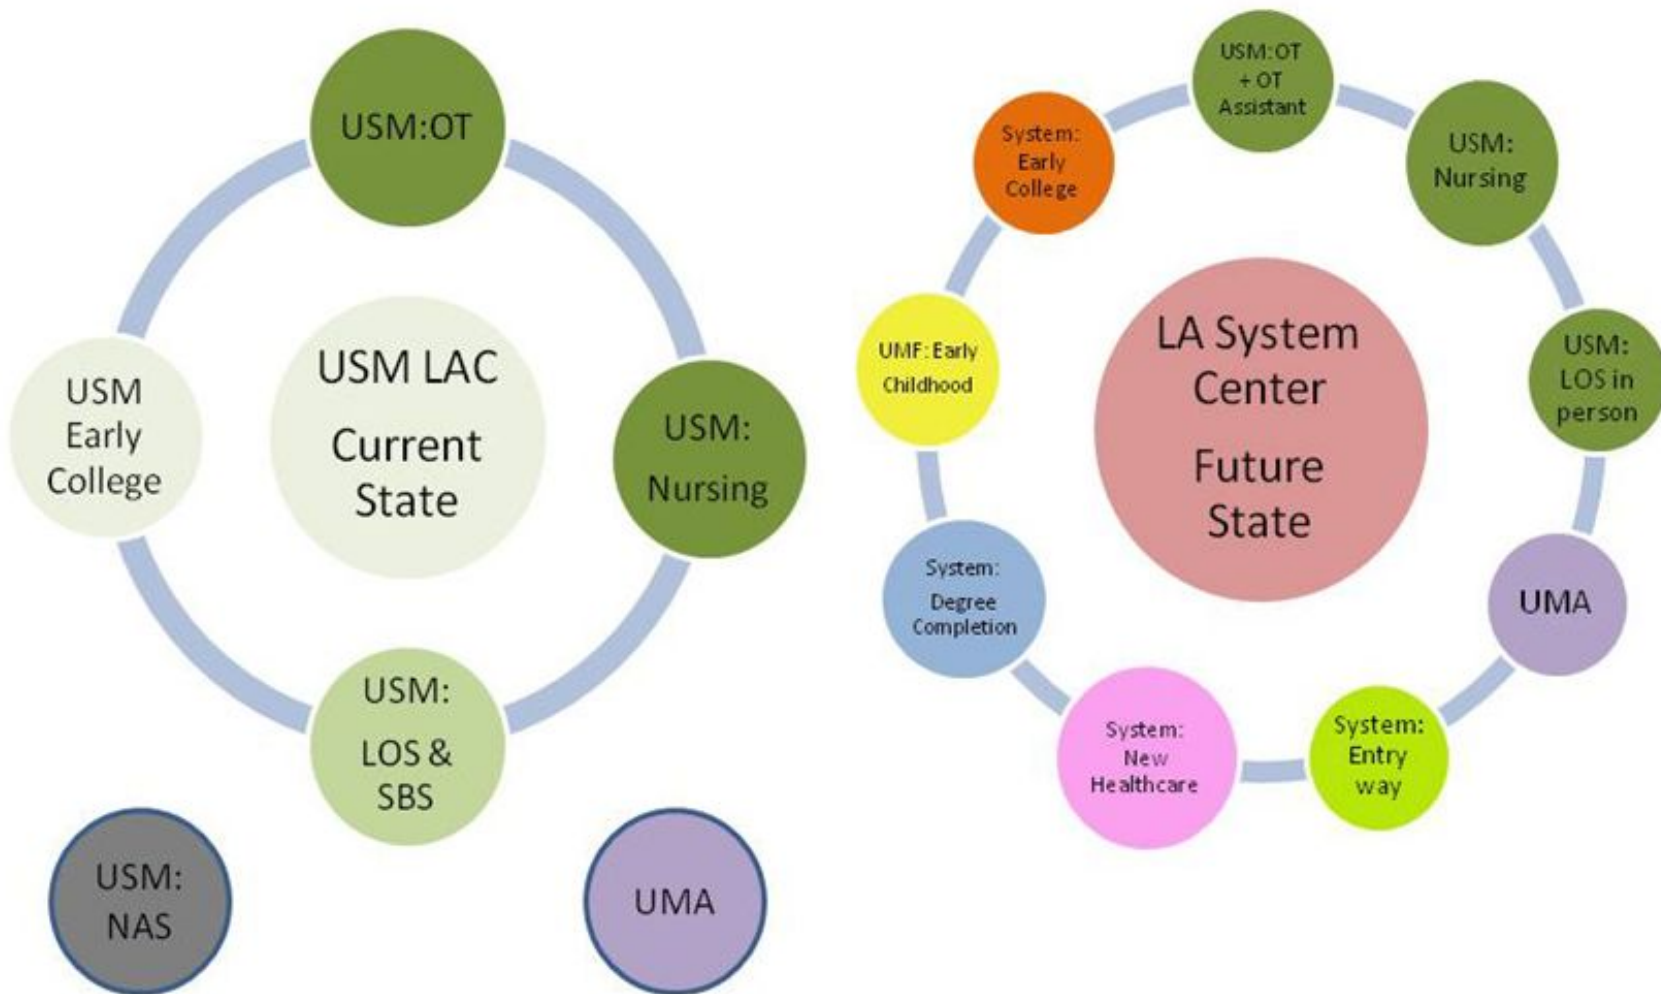 USM:OT
USM
Early
College
USM LAC
Current
State
USM:
Nursing
USM:
LOS &
SBS
USM:
NAS
UMA
USM:OT
+ OT
Assistant
System:
Early
College
USM:
Nursing
UMF: Early
Childhood
LA System
Center
Future
State
USM:
LOS in
person
System:
Degree
Completion
UMA
System:
New
Healthcare
System:
Entry
way